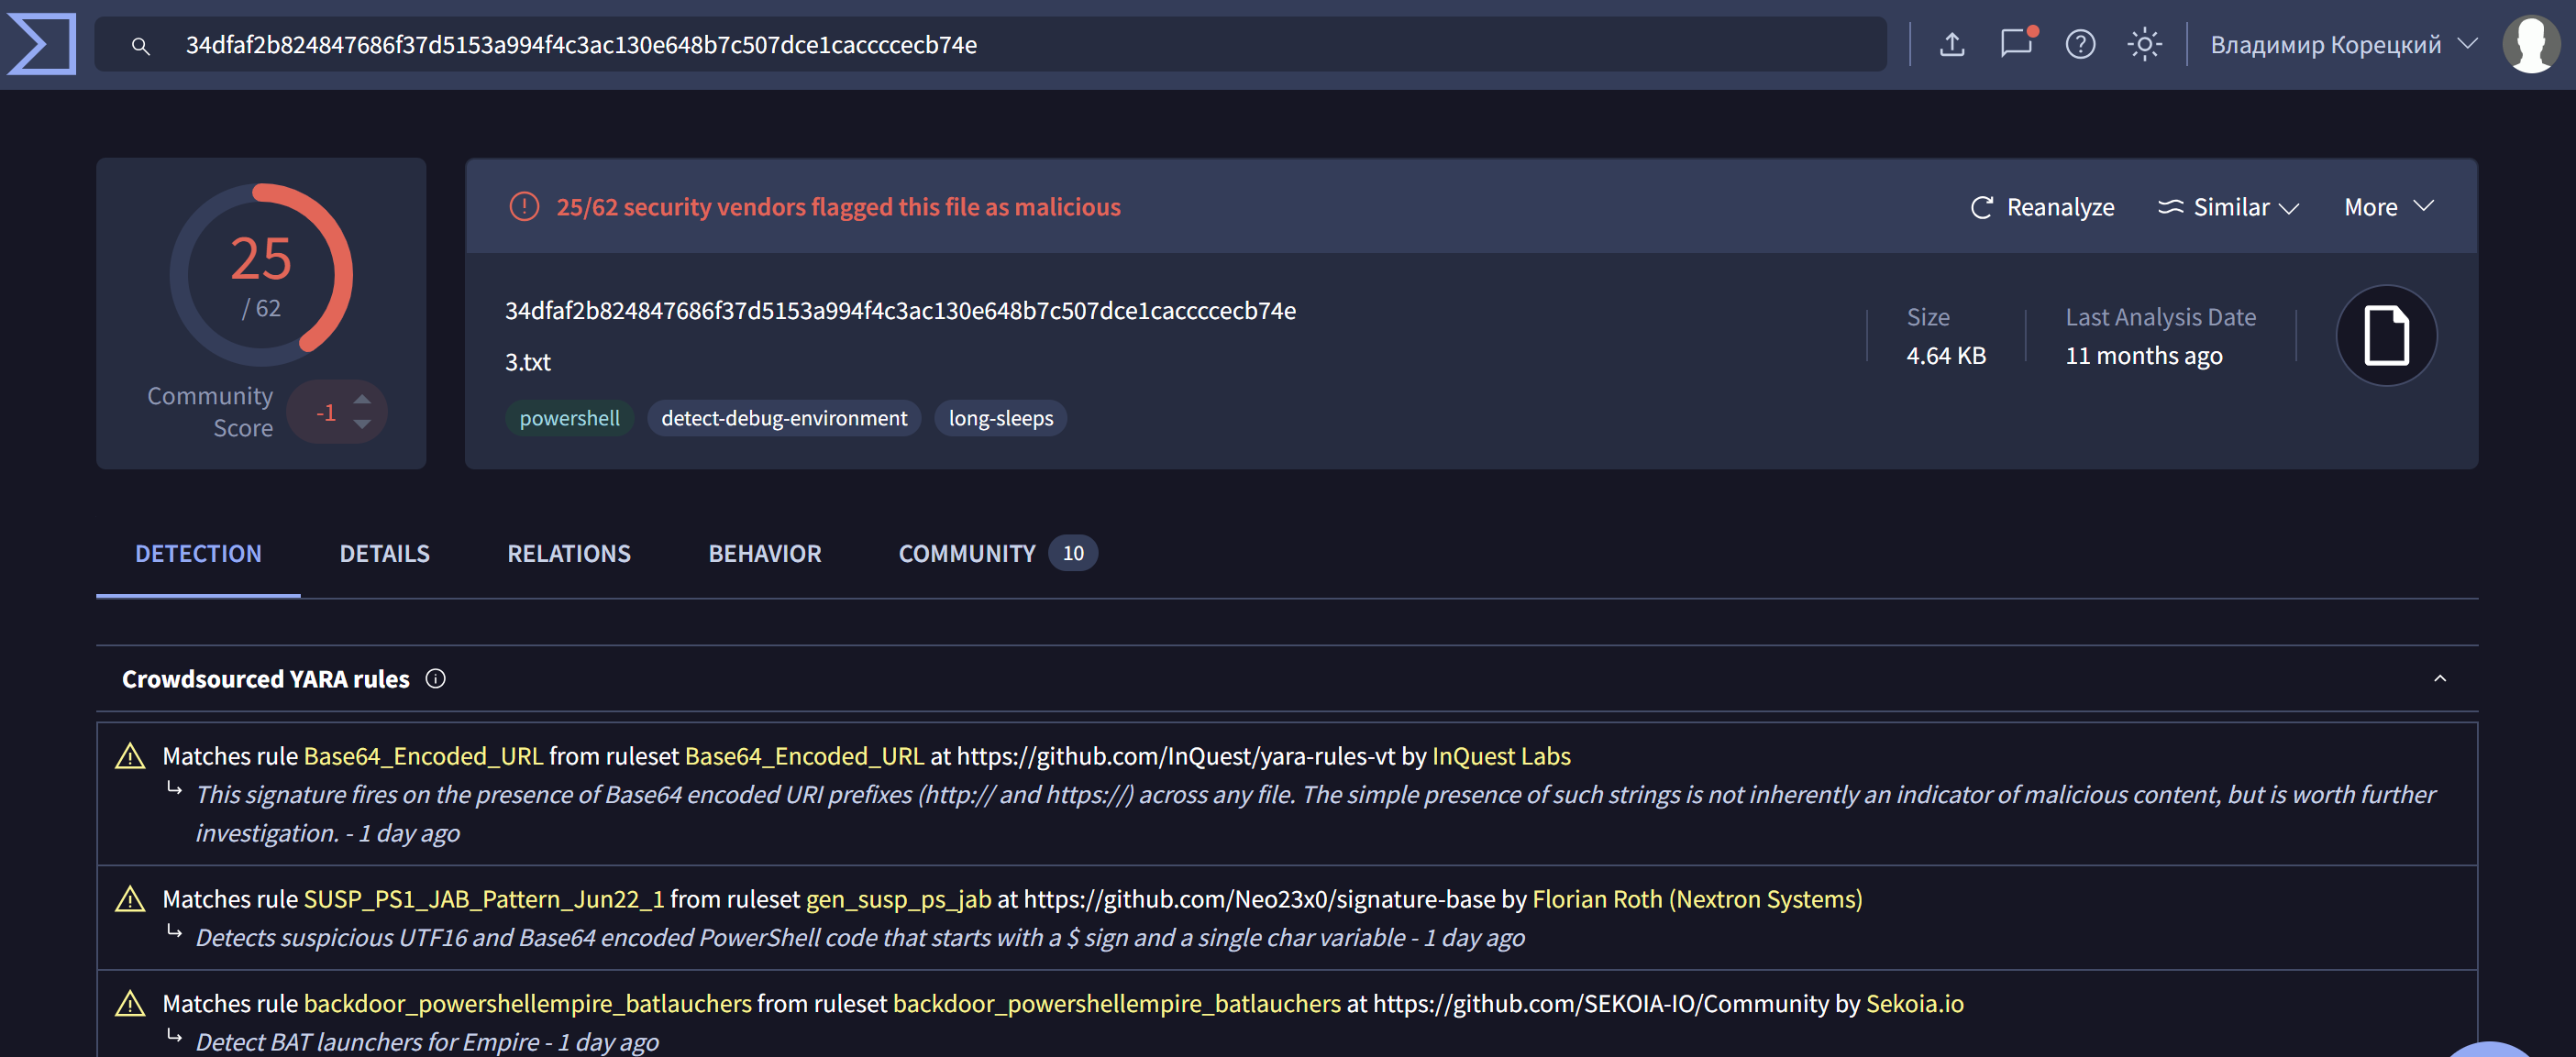 34dfaf2b824847686f37d5153a994f4c3ac130e648b7c507dce1caccccecb74e
Владимир Корецкий
25
/ 62
Community
Score
-1
25/62 security vendors flagged this file as malicious
Reanalyze
Similar
More
34dfaf2b824847686f37d5153a994f4c3ac130e648b7c507dce1caccccecb74e
3.txt
powershell
detect-debug-environment
long-sleeps
Size
4.64 KB
Last Analysis Date
11 months ago
DETECTION
DETAILS
RELATIONS
BEHAVIOR
COMMUNITY 10
Crowdsourced YARA rules
Matches rule Base64_Encoded_URL from ruleset Base64_Encoded_URL at https://github.com/InQuest/yara-rules-vt by InQuest Labs
This signature fires on the presence of Base64 encoded URI prefixes (http:// and https://) across any file. The simple presence of such strings is not inherently an indicator of malicious content, but is worth further
investigation. - 1 day ago
Matches rule SUSP_PS1_JAB_Pattern_Jun22_1 from ruleset gen_susp_ps_jab at https://github.com/Neo23x0/signature-base by Florian Roth (Nextron Systems)
Detects suspicious UTF16 and Base64 encoded PowerShell code that starts with a $ sign and a single char variable - 1 day ago
Matches rule backdoor_powershellempire_batlauchers from ruleset backdoor_powershellempire_batlauchers at https://github.com/SEKOIA-IO/Community by Sekoia.io
Detect BAT launchers for Empire - 1 day ago